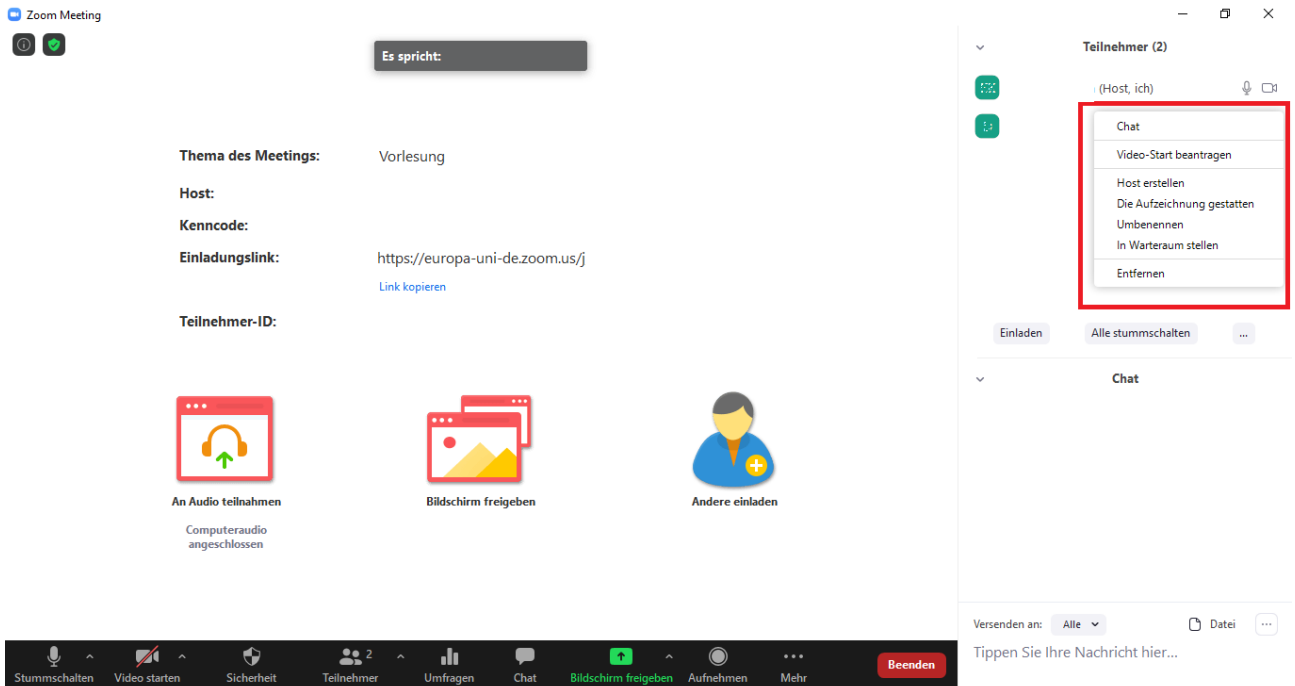 Zoom Meeting
Es spricht:
Thema des Meetings: Vorlesung
Host:
Kenncode:
Einladungslink: https://europa-uni-de.zoom.us/j
Link kopieren
Teilnehmer-ID:
An Audio teilnahmen
Computeraudio
angeschlossen
Bildschirm freigeben
Andere einladen
Teilnehmer (2)
(Host, ich)
Chat
Video-Start beantragen
Host erstellen
Die Aufzeichnung gestatten
Umbenennen
In Warteraum stellen
Entfernen
Einladen Alle stummschalten ...
Chat
Versenden an: Alle Datei ...
Tippen Sie Ihre Nachricht hier...
2
Stummschalten Video starten Sicherheit Teilnehmer Umfragen Chat Bildschirm freigeben Aufnehmen Mehr Beenden